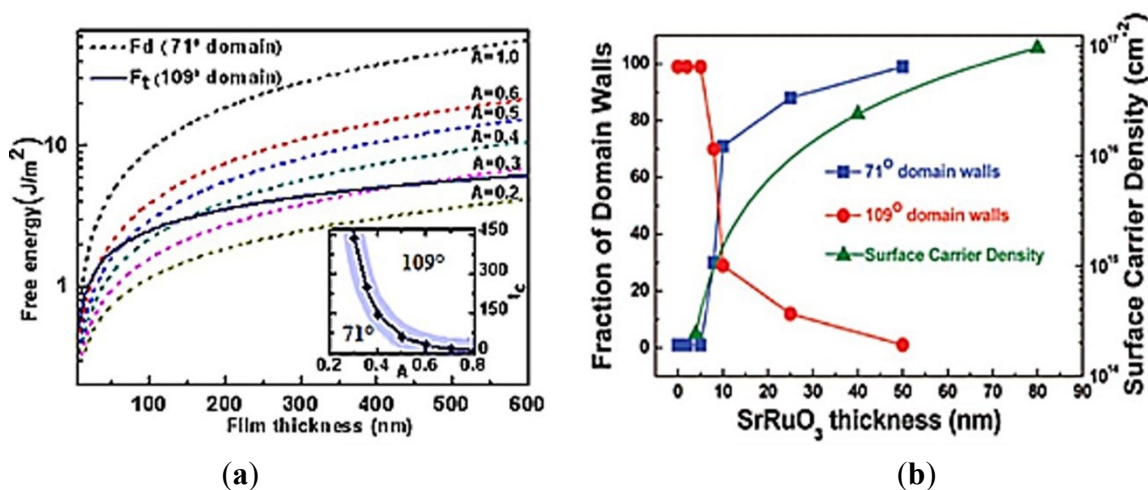 Fd (71° domain)
Ft (109° domain)
A=1.0
A=0.6
A=0.5
A=0.4
A=0.3
A=0.2
Free energy (J/m²)
10
1
100 200 300 400 500 600
Film thickness (nm)
109°
71°
450
300
150
0
tc
0.2 0.4 0.6 0.8
A
(a)
Fraction of Domain Walls
100
80
60
40
20
0
71° domain walls
109° domain walls
Surface Carrier Density
10¹⁷
10¹⁶
10¹⁵
10¹⁴
Surface Carrier Density (cm⁻²)
0 10 20 30 40 50 60 70 80 90
SrRuO₃ thickness (nm)
(b)